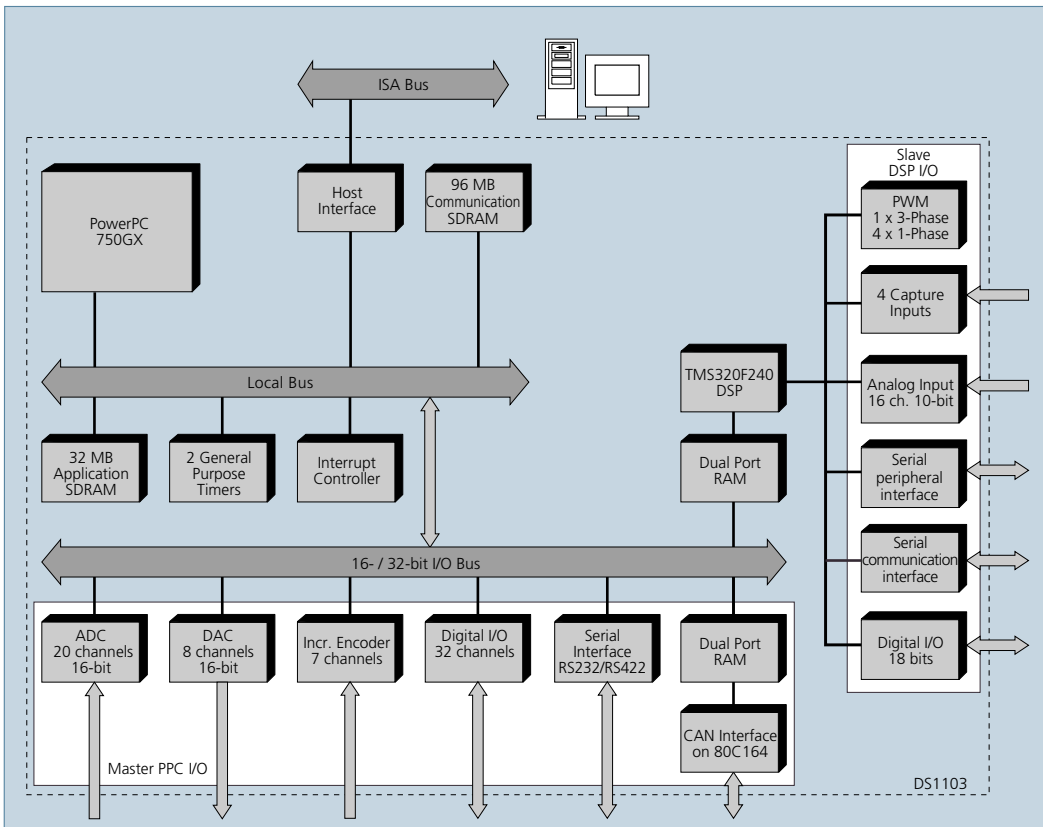 ISA Bus
PowerPC
750GX
Host
Interface
96 MB
Communication
SDRAM
Slave
DSP I/O
PWM
1 x 3-Phase
4 x 1-Phase
4 Capture
Inputs
Local Bus
TMS320F240
DSP
Analog Input
16 ch. 10-bit
32 MB
Application
SDRAM
2 General
Purpose
Timers
Interrupt
Controller
Dual Port
RAM
Serial
peripheral
interface
16- / 32-bit I/O Bus
Serial
communication
interface
ADC
20 channels
16-bit
DAC
8 channels
16-bit
Incr. Encoder
7 channels
Digital I/O
32 channels
Serial
Interface
RS232/RS422
Dual Port
RAM
Digital I/O
18 bits
CAN Interface
on 80C164
Master PPC I/O
DS1103